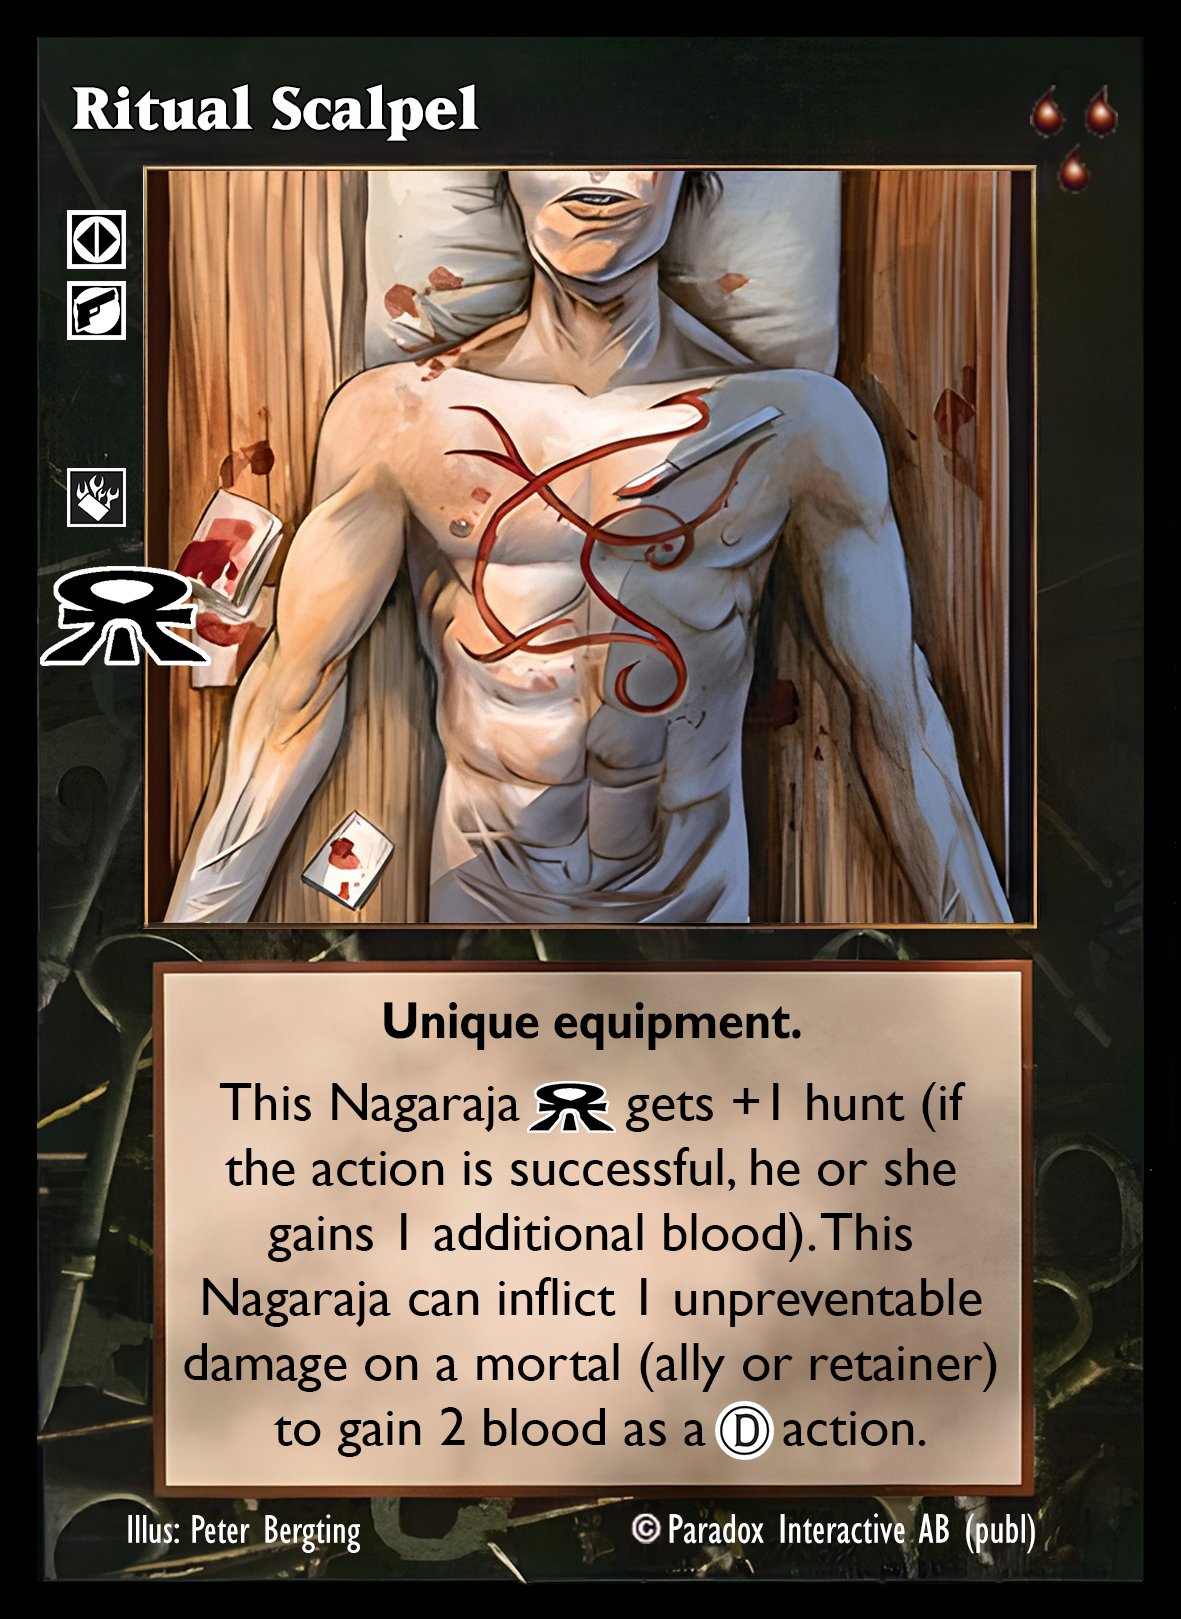 Ritual Scalpel
Unique equipment.
This Nagaraja gets +1 hunt (if
the action is successful, he or she
gains 1 additional blood). This
Nagaraja can inflict 1 unpreventable
damage on a mortal (ally or retainer)
to gain 2 blood as a Ⓓ action.
Illus: Peter Bergting
© Paradox Interactive AB (publ)